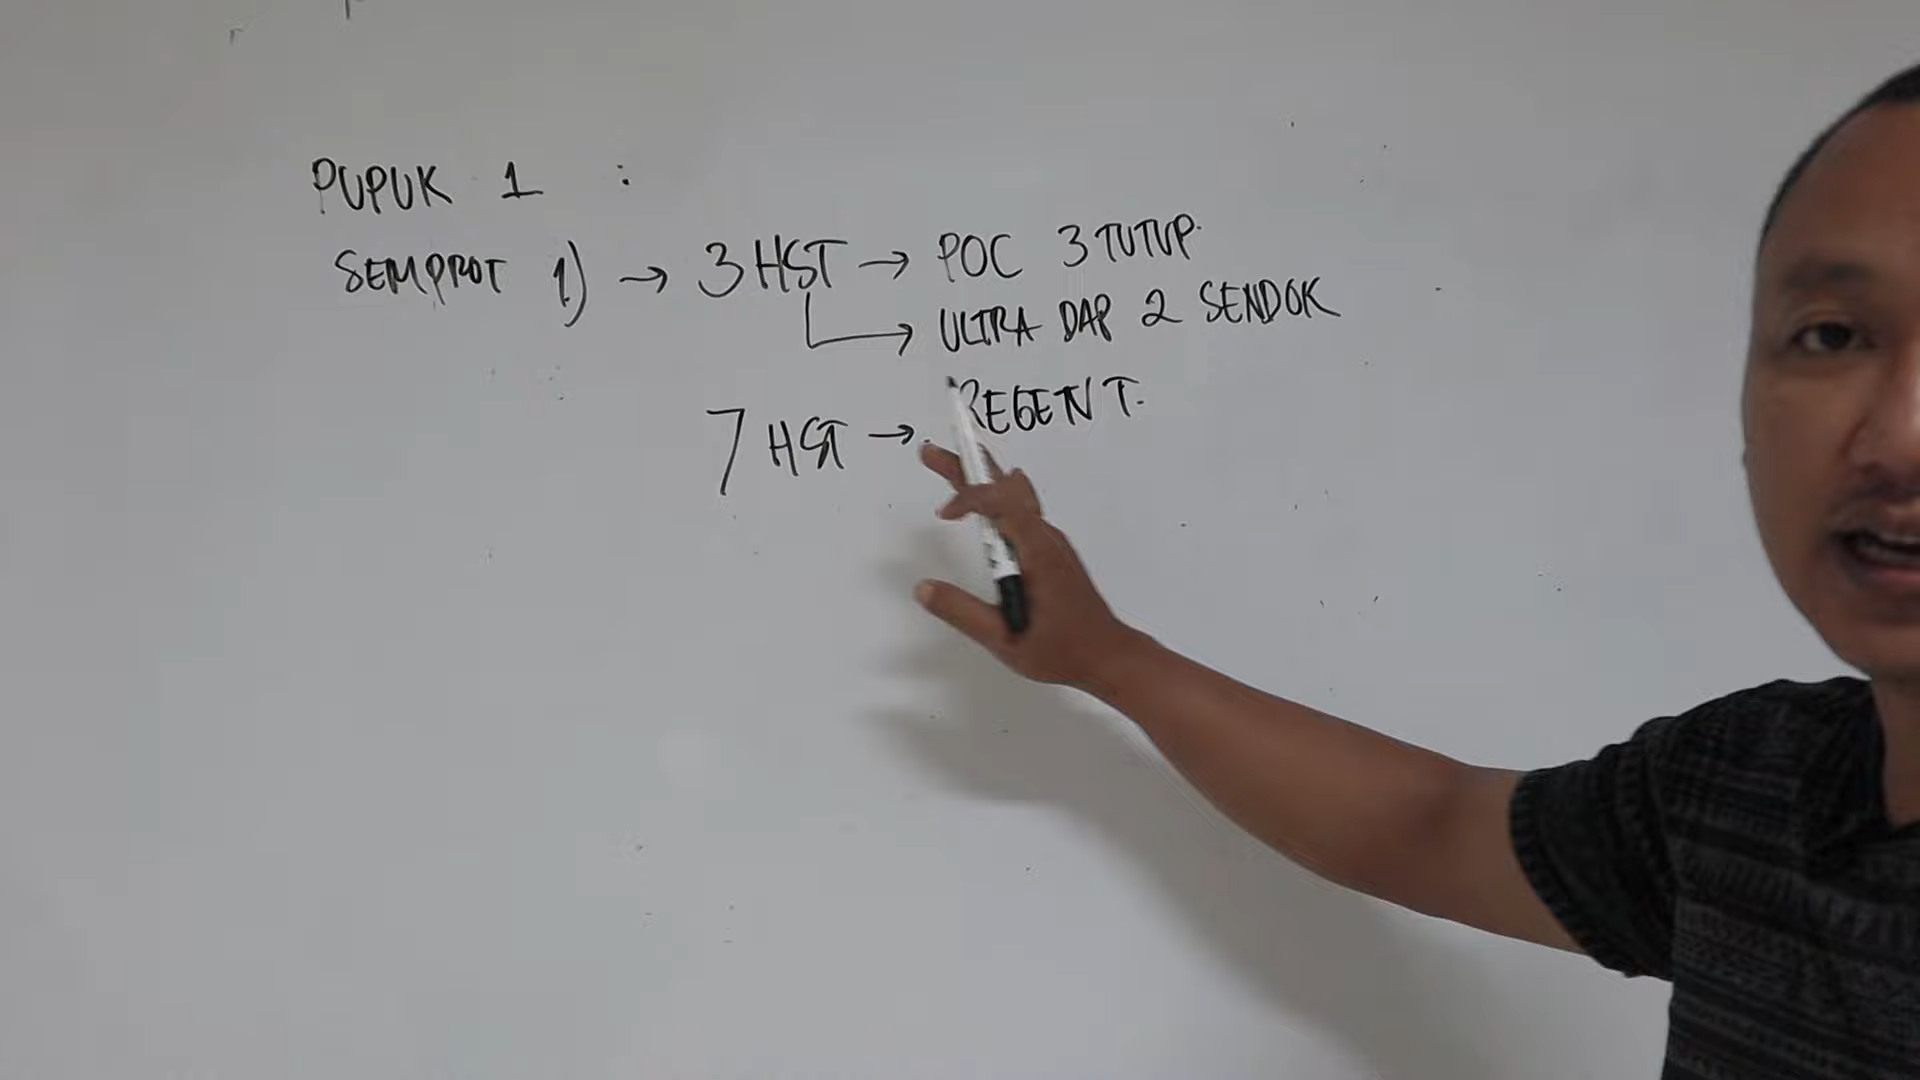 PUPUK 1 :
SEMPROT 1) → 3 HST → POC 3 TUTUP.
→ ULTRA DAP 2 SENDOK
REGENT.
7 HST →